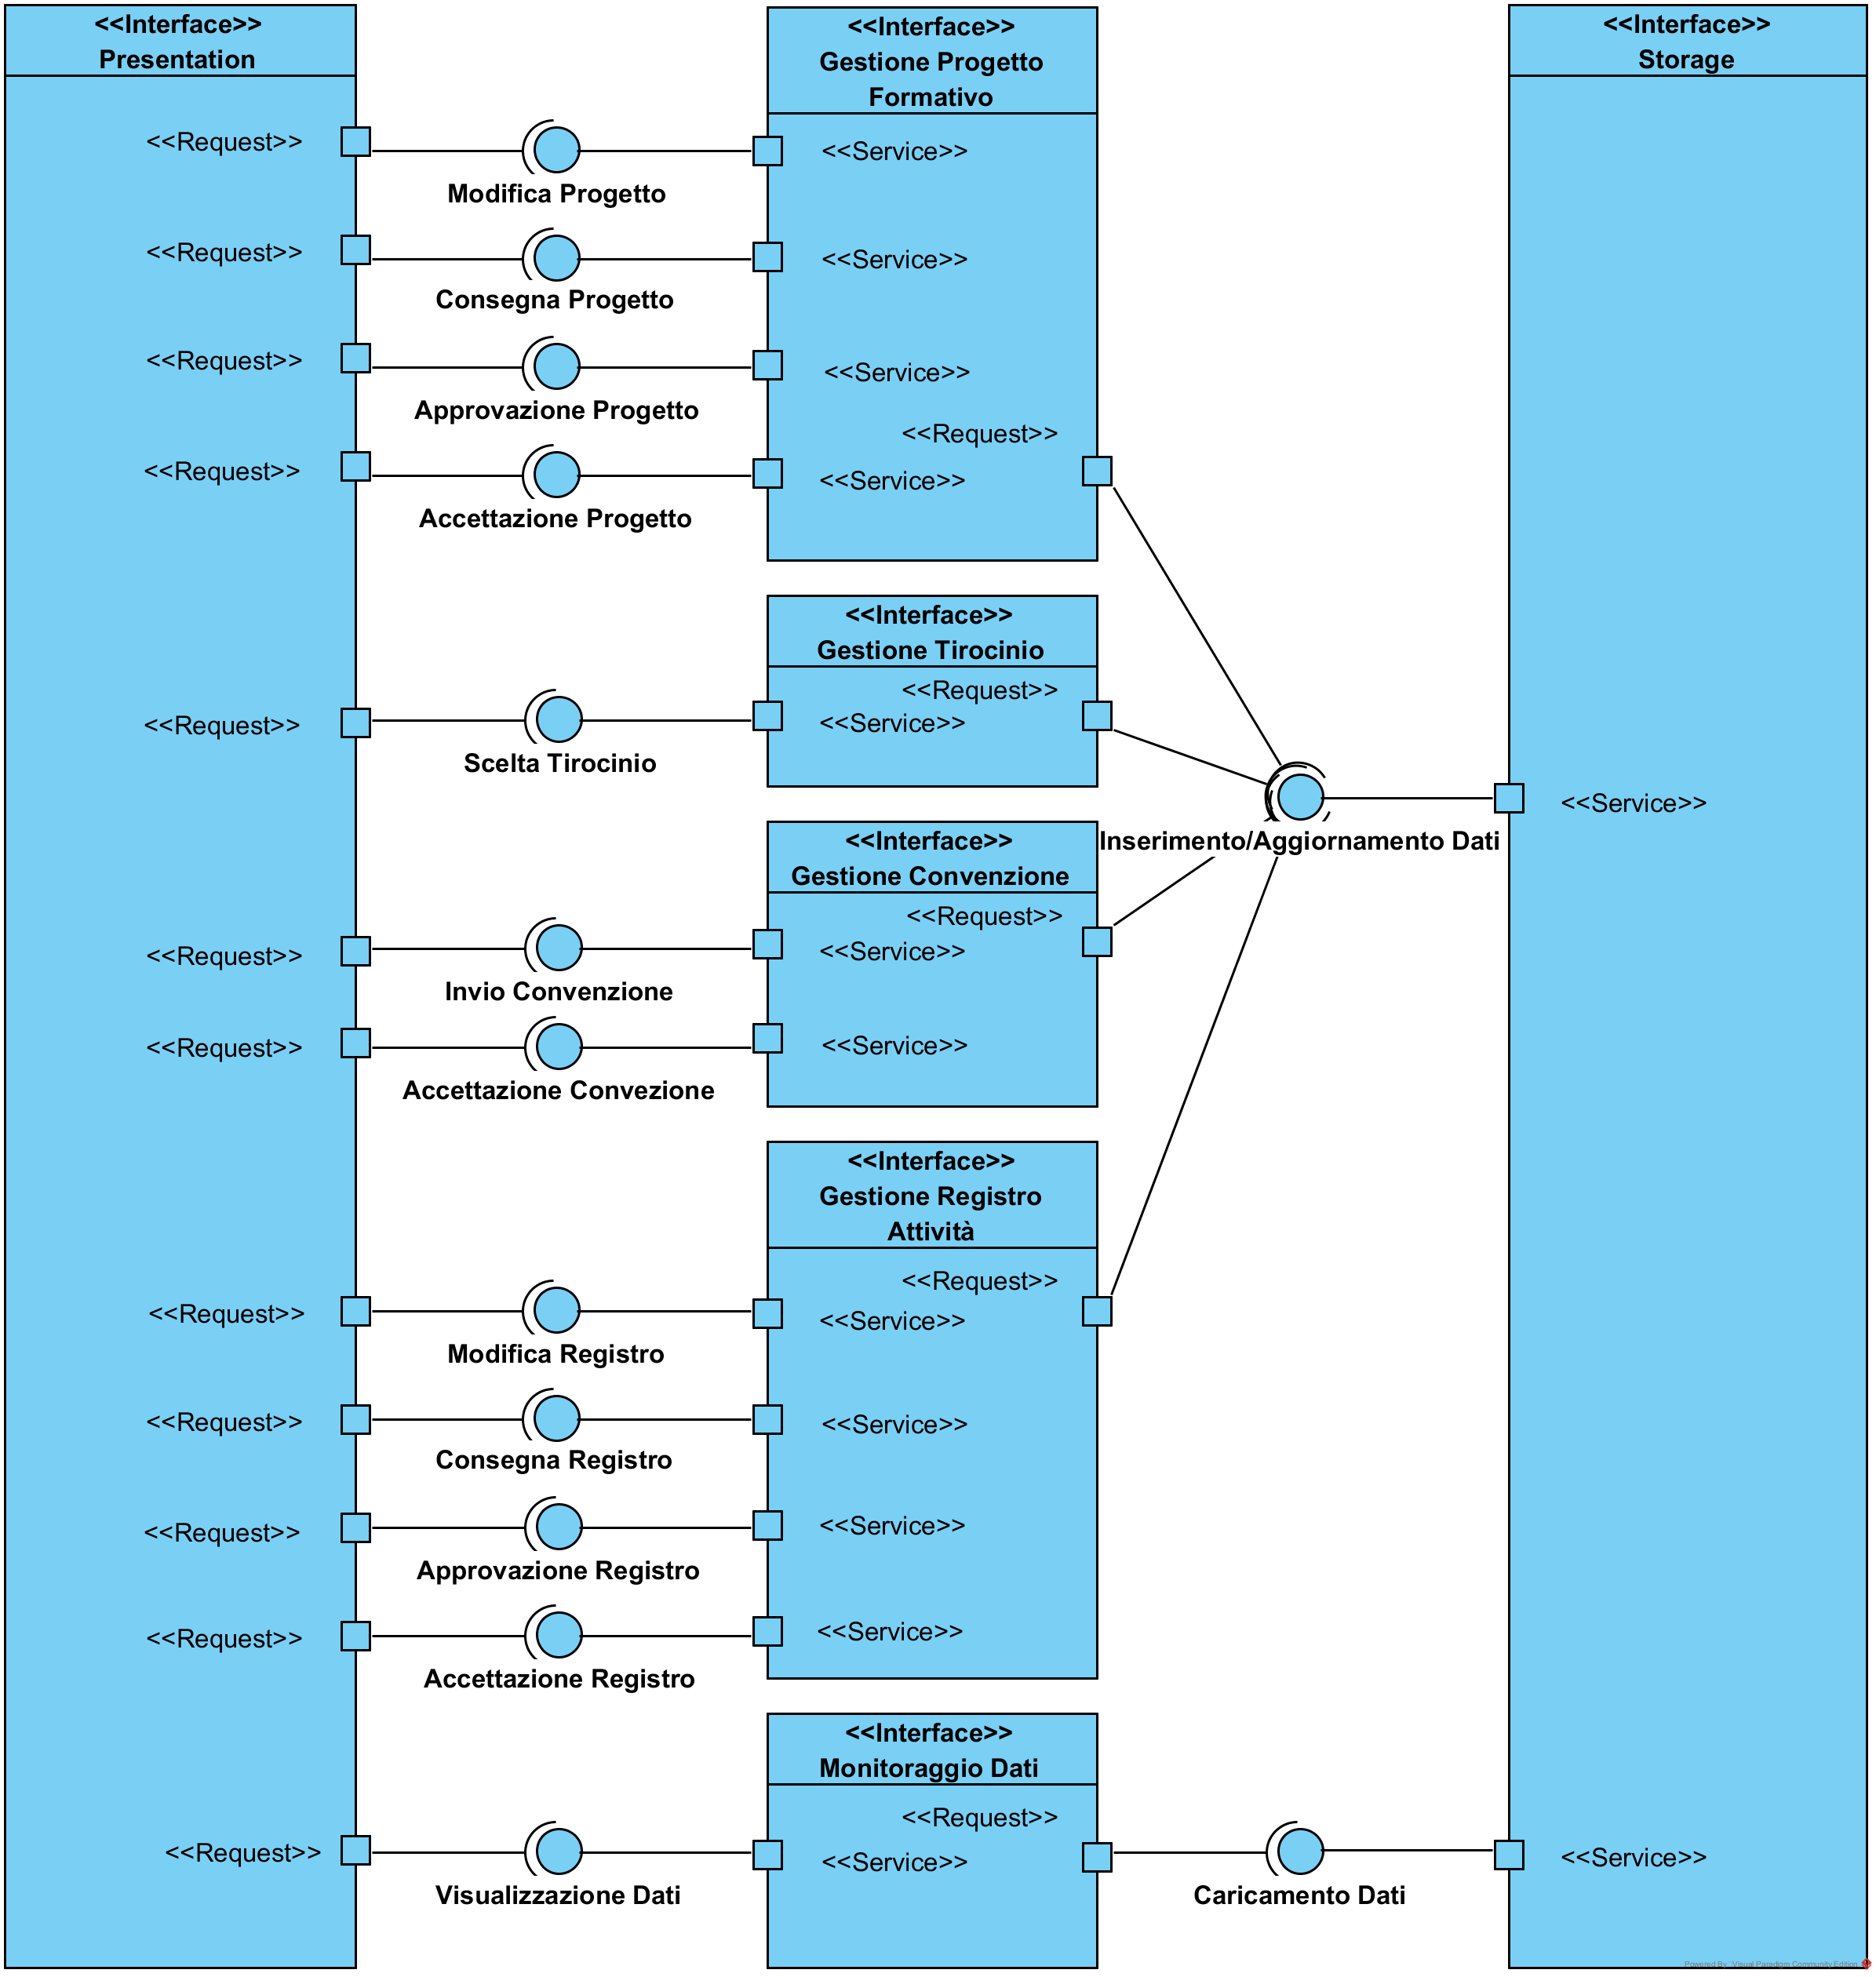 <<Interface>>
Presentation
<<Request>>
<<Request>>
<<Request>>
<<Request>>
<<Request>>
<<Request>>
<<Request>>
<<Request>>
<<Request>>
<<Request>>
<<Request>>
<<Request>>
Modifica Progetto
Consegna Progetto
Approvazione Progetto
Accettazione Progetto
Scelta Tirocinio
Invio Convenzione
Accettazione Convezione
Modifica Registro
Consegna Registro
Approvazione Registro
Accettazione Registro
Visualizzazione Dati
<<Interface>>
Gestione Progetto
Formativo
<<Service>>
<<Service>>
<<Service>>
<<Request>>
<<Service>>
<<Interface>>
Gestione Tirocinio
<<Request>>
<<Service>>
<<Interface>>
Gestione Convenzione
<<Request>>
<<Service>>
<<Service>>
<<Interface>>
Gestione Registro
Attività
<<Request>>
<<Service>>
<<Service>>
<<Service>>
<<Service>>
<<Interface>>
Monitoraggio Dati
<<Request>>
<<Service>>
Inserimento/Aggiornamento Dati
Caricamento Dati
<<Interface>>
Storage
<<Service>>
<<Service>>
Powered By Visual Paradigm Community Edition